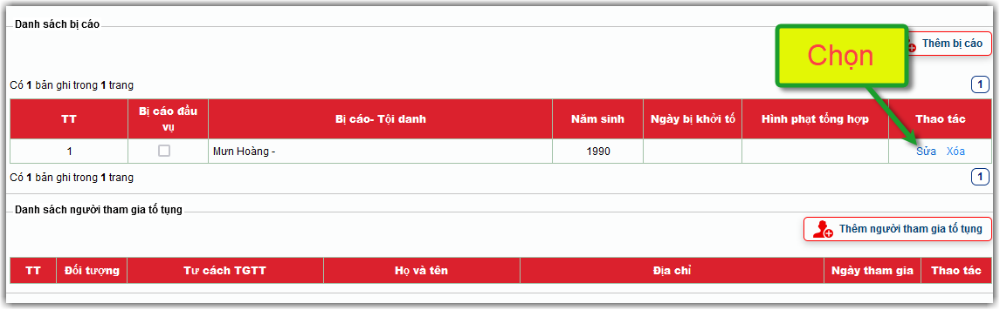 Danh sách bị cáo
Thêm bị cáo
Chọn
Có 1 bản ghi trong 1 trang
1
TT Bị cáo đầu vụ Bị cáo- Tội danh Năm sinh Ngày bị khởi tố Hình phạt tổng hợp Thao tác
1 Mưn Hoàng - 1990 Sửa Xóa
Có 1 bản ghi trong 1 trang
1
Danh sách người tham gia tố tụng
Thêm người tham gia tố tụng
TT Đối tượng Tư cách TGTT Họ và tên Địa chỉ Ngày tham gia Thao tác